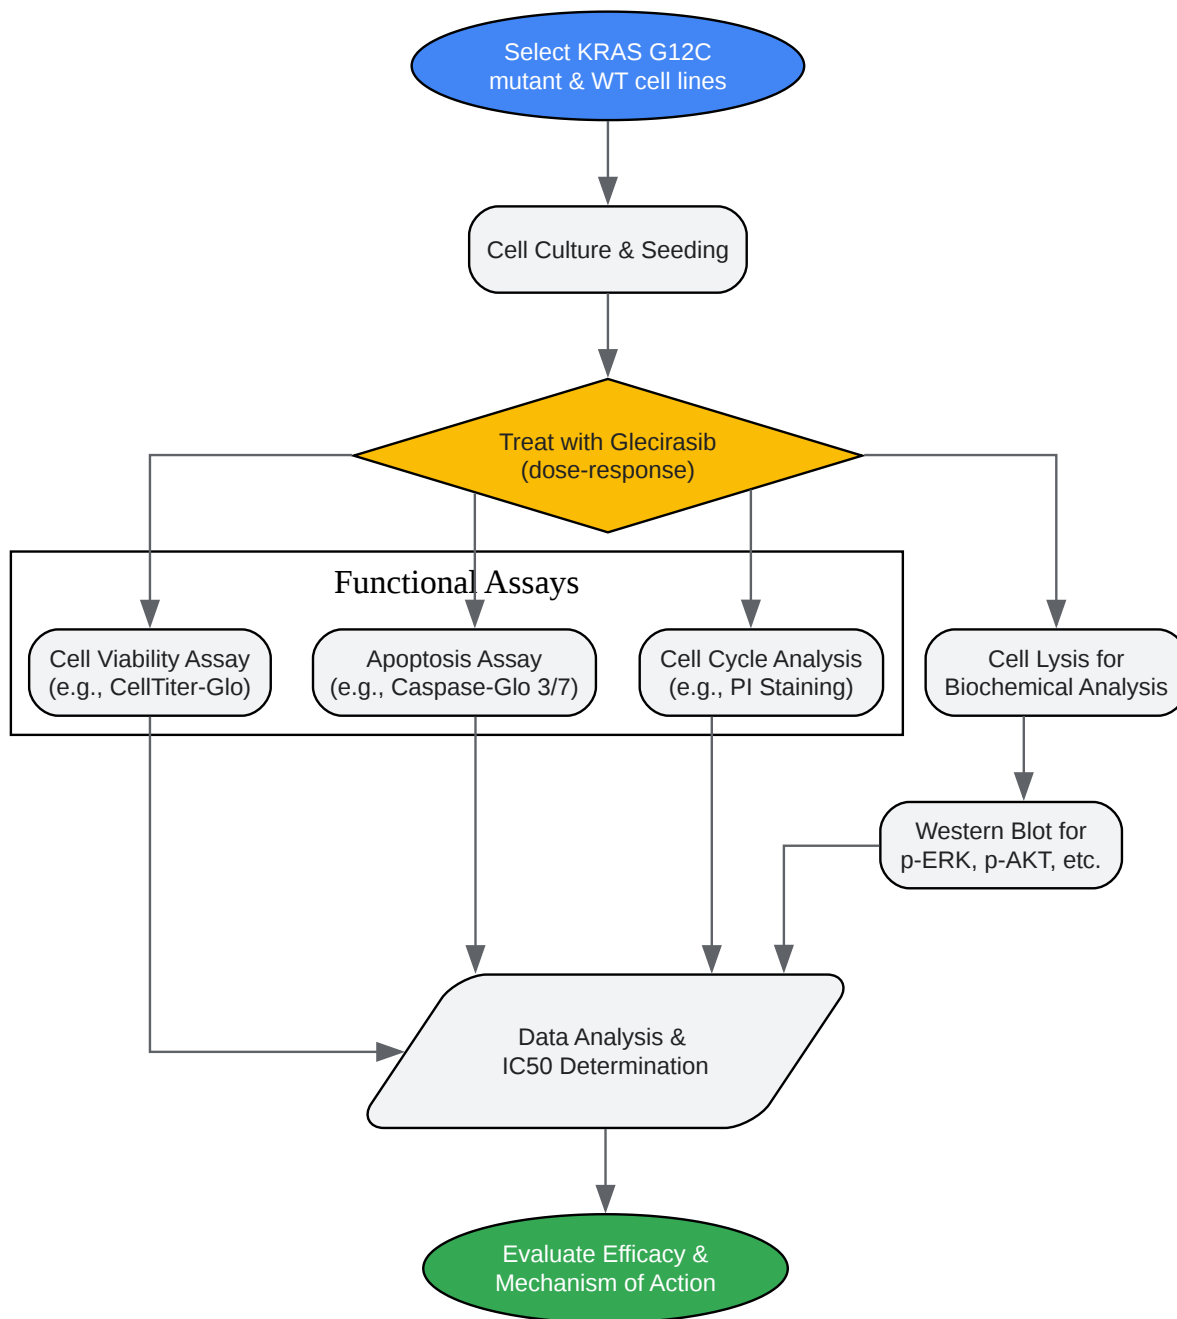 Select KRAS G12C
mutant & WT cell lines
Cell Culture & Seeding
Treat with Glecirasib
(dose-response)
Functional Assays
Cell Viability Assay
(e.g., CellTiter-Glo)
Apoptosis Assay
(e.g., Caspase-Glo 3/7)
Cell Cycle Analysis
(e.g., PI Staining)
Cell Lysis for
Biochemical Analysis
Western Blot for
p-ERK, p-AKT, etc.
Data Analysis &
IC50 Determination
Evaluate Efficacy &
Mechanism of Action